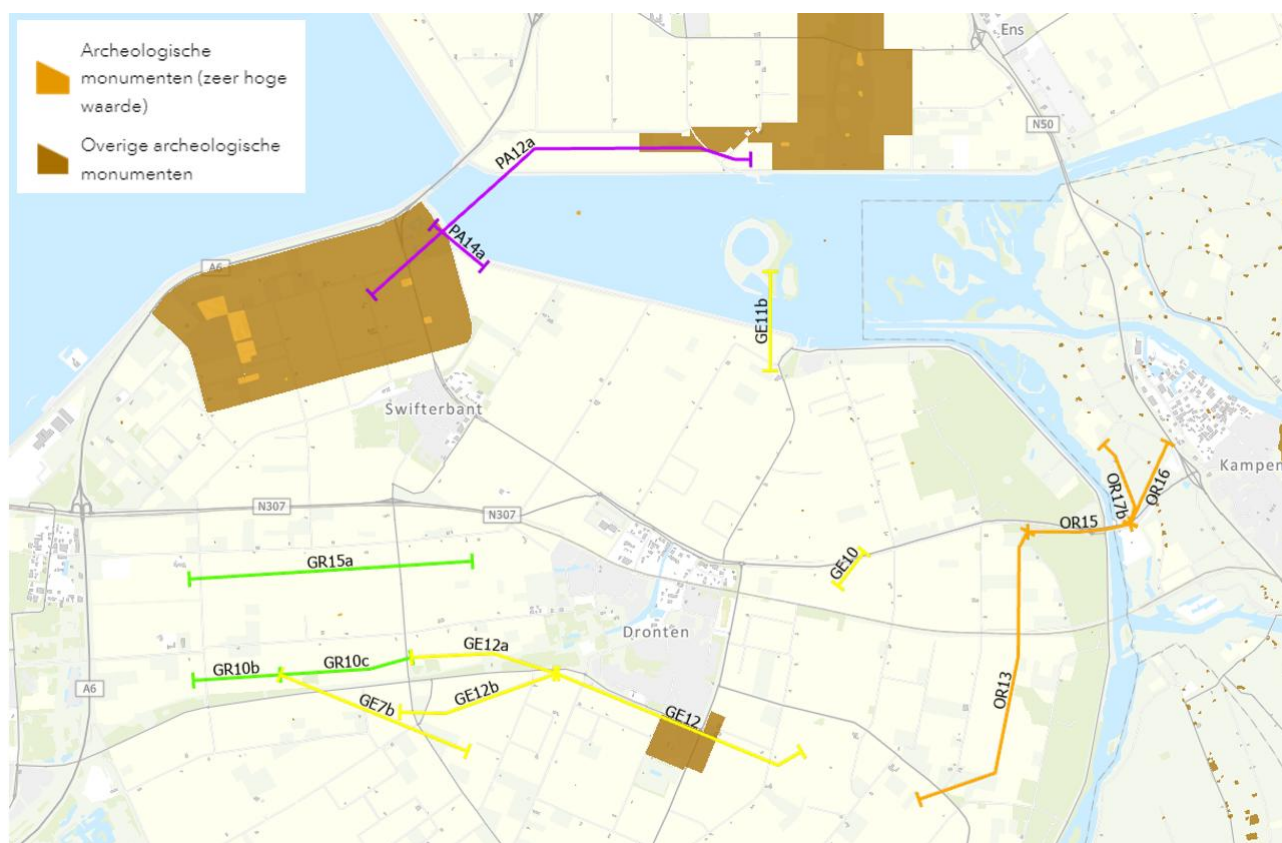 Archeologische
monumenten (zeer hoge
waarde)
Overige archeologische
monumenten
Ens
N50
PA12a
PA14a
A6
GE11b
Swifterbant
Kampen
OR16
OR17b
OR15
N307
N307
GE10
GR15a
Dronten
GE12a
GR10c
GR10b
OR13
A6
GE7b
GE12b
GE12